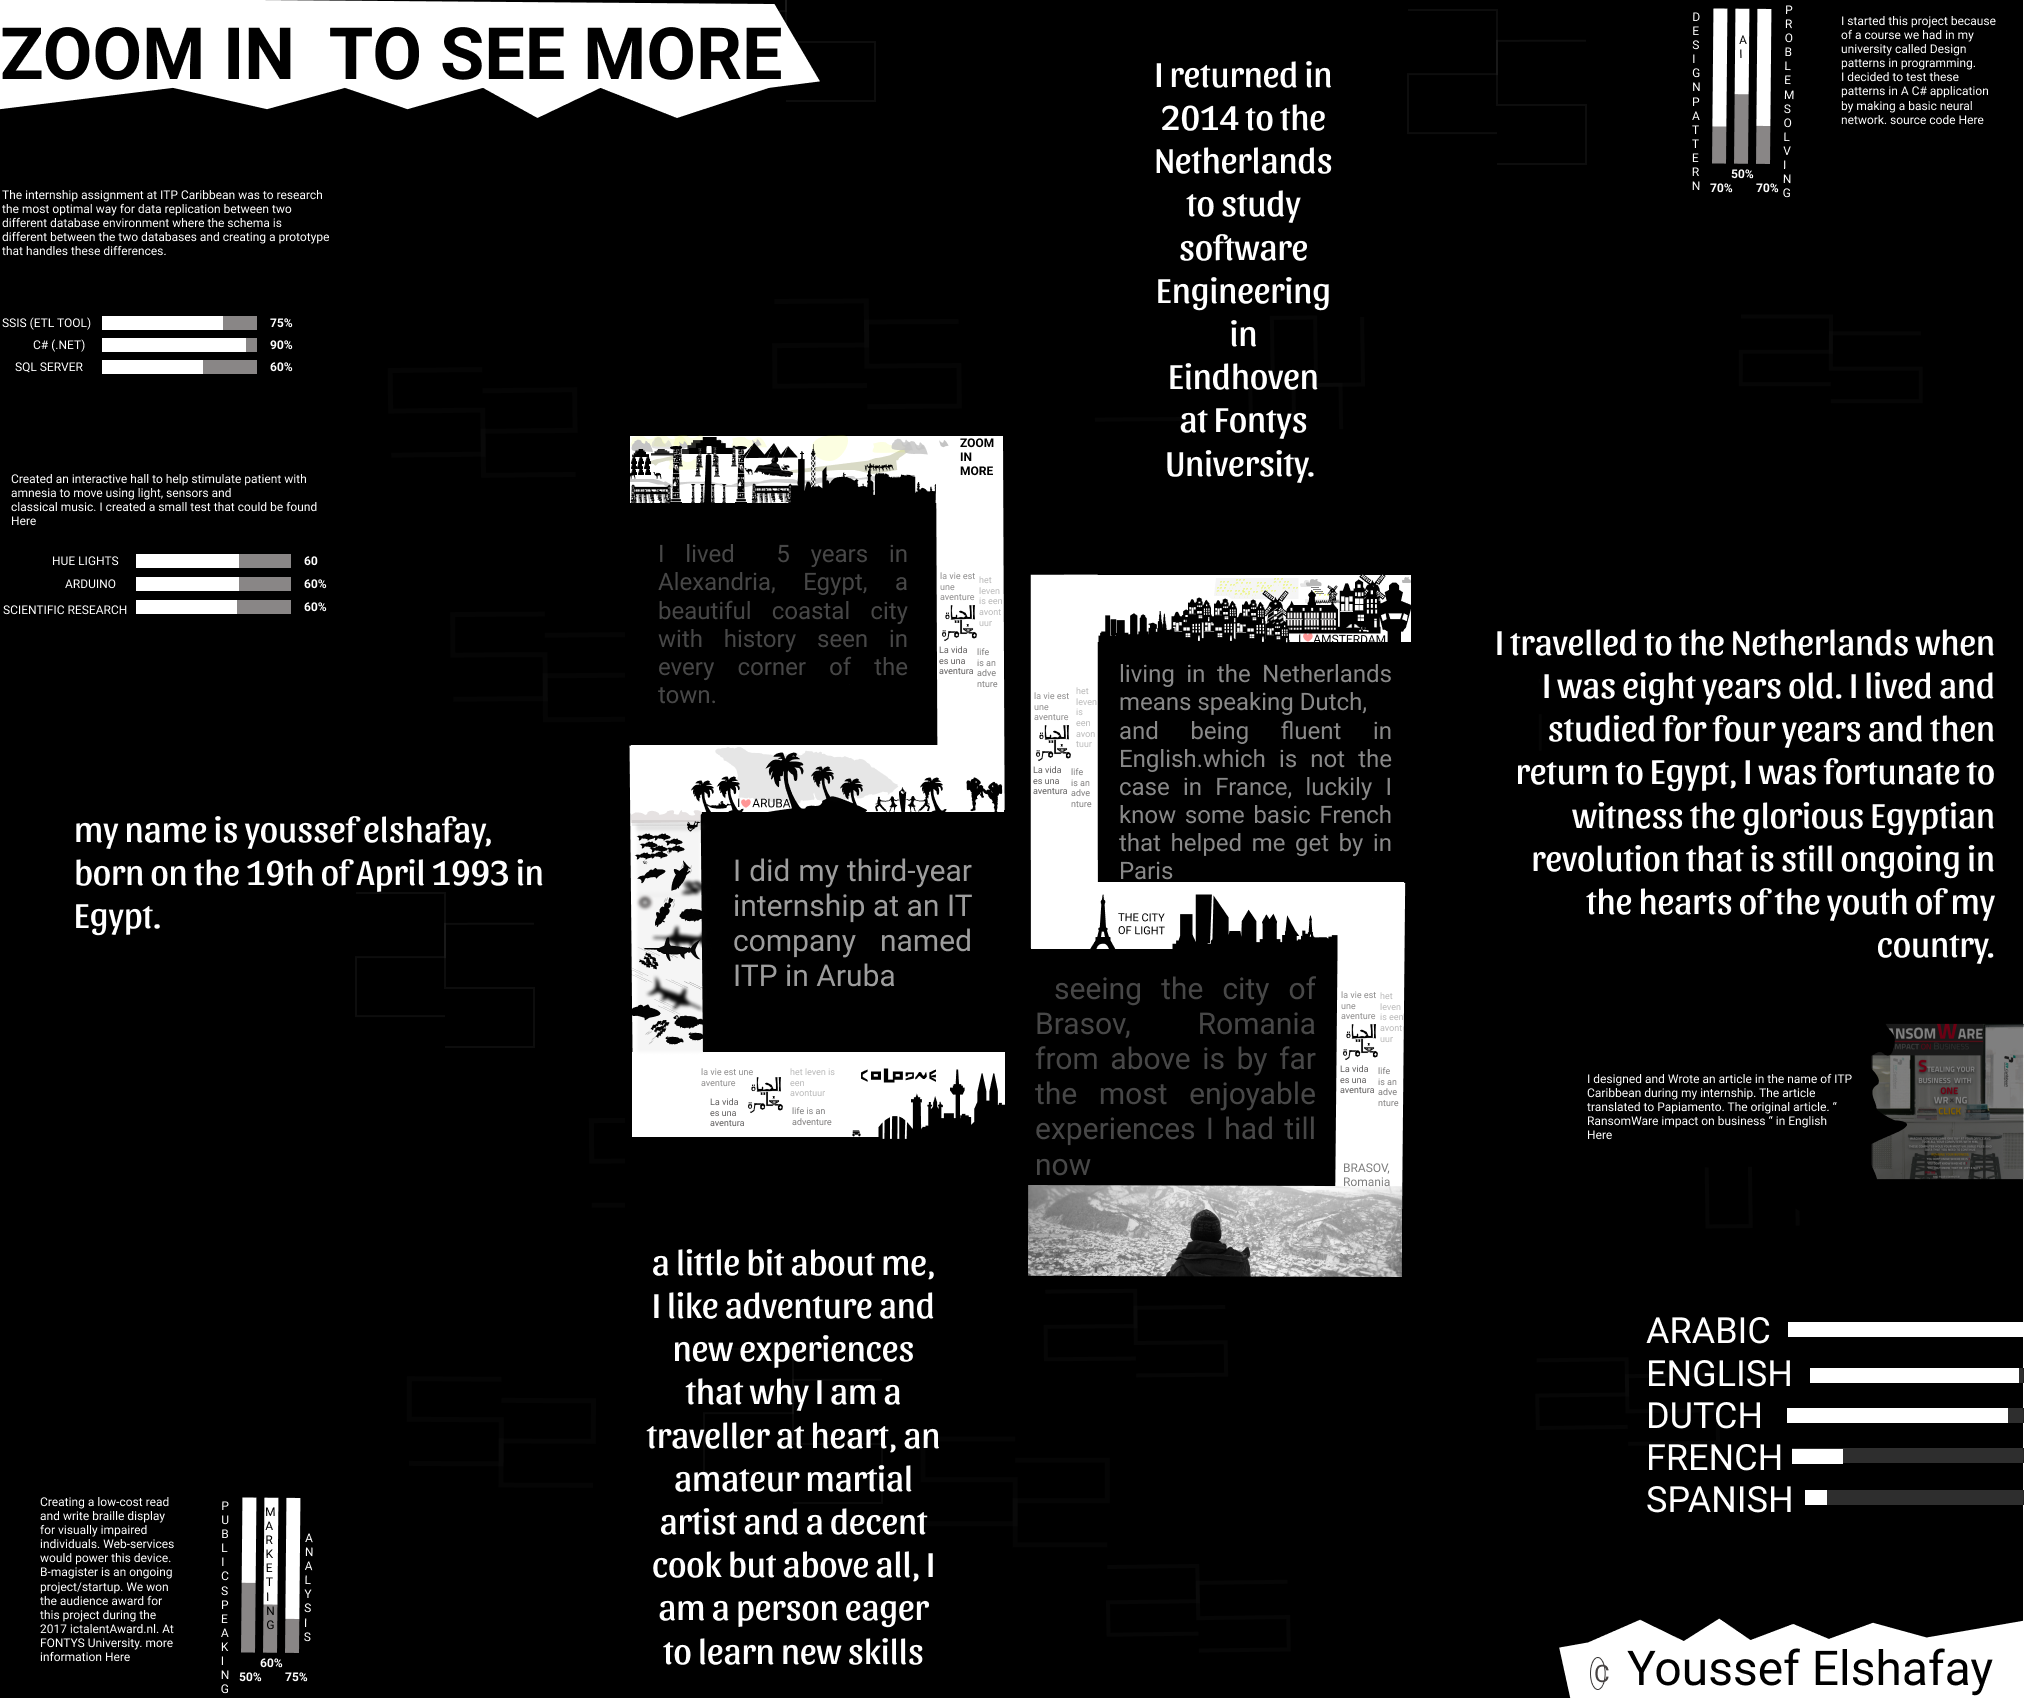 ZOOM IN TO SEE MORE
The internship assignment at ITP Caribbean was to research
the most optimal way for data replication between two
different database environment where the schema is
different between the two databases and creating a prototype
that handles these differences.
SSIS (ETL TOOL) 75%
C# (.NET) 90%
SQL SERVER 60%
Created an interactive hall to help stimulate patient with
amnesia to move using light, sensors and
classical music. I created a small test that could be found
Here
HUE LIGHTS 60
ARDUINO 60%
SCIENTIFIC RESEARCH 60%
my name is youssef elshafay,
born on the 19th of April 1993 in
Egypt.
Creating a low-cost read
and write braille display
for visually impaired
individuals. Web-services
would power this device.
B-magister is an ongoing
project/startup. We won
the audience award for
this project during the
2017 ictalentAward.nl. At
FONTYS University. more
information Here
PUBLICSPEAKING
MARKETING
ANALYSIS
50%
60%
75%
ZOOM
IN
MORE
I lived 5 years in
Alexandria, Egypt, a
beautiful coastal city
with history seen in
every corner of the
town.
la vie est
une
aventure
het
leven
is een
avont
uur
الحياة
مغامرة
La vida
es una
aventura
life
is an
adve
nture
I ARUBA
I did my third-year
internship at an IT
company named
ITP in Aruba
la vie est une
aventure
الحياة
مغامرة
het leven is
een
avontuur
La vida
es una
aventura
life is an
adventure
COLOGNE
a little bit about me,
I like adventure and
new experiences
that why I am a
traveller at heart, an
amateur martial
artist and a decent
cook but above all, I
am a person eager
to learn new skills
I returned in
2014 to the
Netherlands
to study
software
Engineering
in
Eindhoven
at Fontys
University.
I AMSTERDAM
living in the Netherlands
means speaking Dutch,
and being fluent in
English.which is not the
case in France, luckily I
know some basic French
that helped me get by in
Paris
la vie est
une
aventure
het
leven
is
een
avon
tuur
الحياة
مغامرة
La vida
es una
aventura
life
is an
adve
nture
THE CITY
OF LIGHT
seeing the city of
Brasov, Romania
from above is by far
the most enjoyable
experiences I had till
now
la vie est
une
aventure
het
leven
is een
avont
uur
الحياة
مغامرة
La vida
es una
aventura
life
is an
adve
nture
BRASOV,
Romania
DESIGNPATTERN
AI
PROBLEMSOLVING
70%
50%
70%
I started this project because
of a course we had in my
university called Design
patterns in programming.
I decided to test these
patterns in A C# application
by making a basic neural
network. source code Here
I travelled to the Netherlands when
I was eight years old. I lived and
studied for four years and then
return to Egypt, I was fortunate to
witness the glorious Egyptian
revolution that is still ongoing in
the hearts of the youth of my
country.
I designed and Wrote an article in the name of ITP
Caribbean during my internship. The article
translated to Papiamento. The original article. “
RansomWare impact on business “ in English
Here
NSOMWARE
MPACT ON BUSINESS
STEALING YOUR
BUSINESS WITH
ONE
WRONG
CLICK
ARABIC
ENGLISH
DUTCH
FRENCH
SPANISH
© Youssef Elshafay